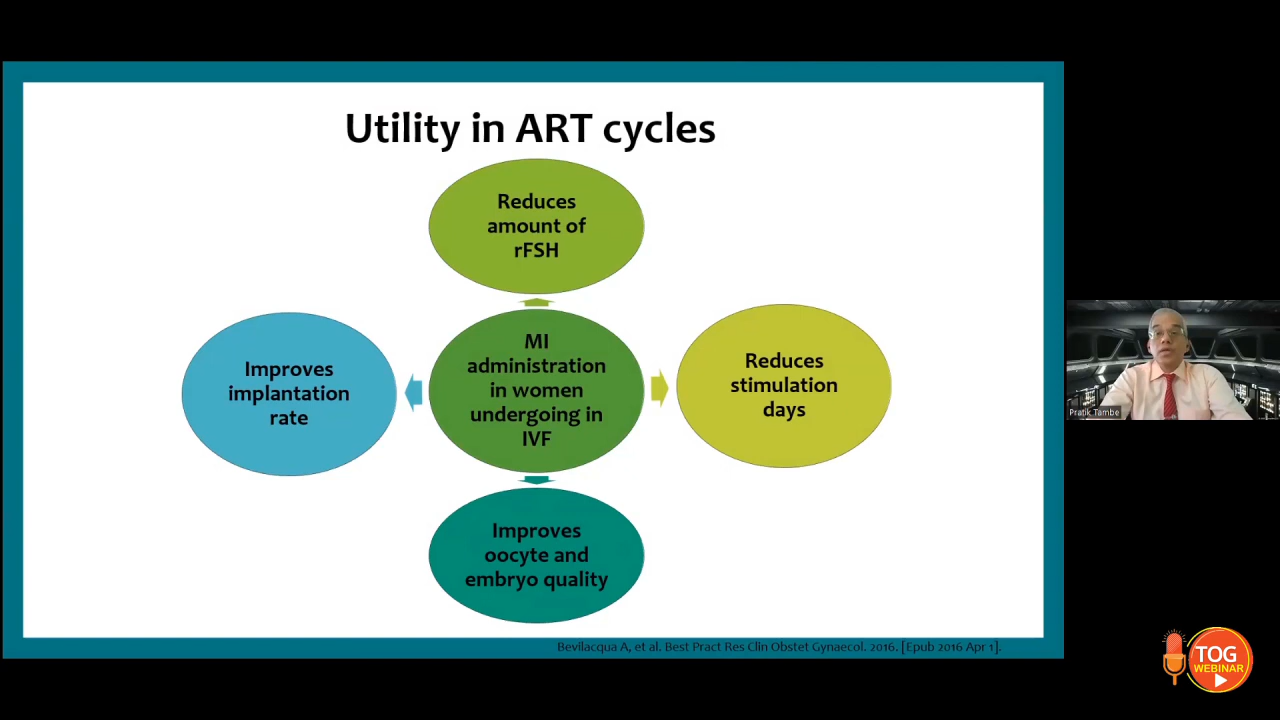 Utility in ART cycles
Reduces
amount of
rFSH
Improves
implantation
rate
MI
administration
in women
undergoing in
IVF
Reduces
stimulation
days
Improves
oocyte and
embryo quality
Bevilacqua A, et al. Best Pract Res Clin Obstet Gynaecol. 2016. [Epub 2016 Apr 1].
Pratik Tambe
TOG
WEBINAR